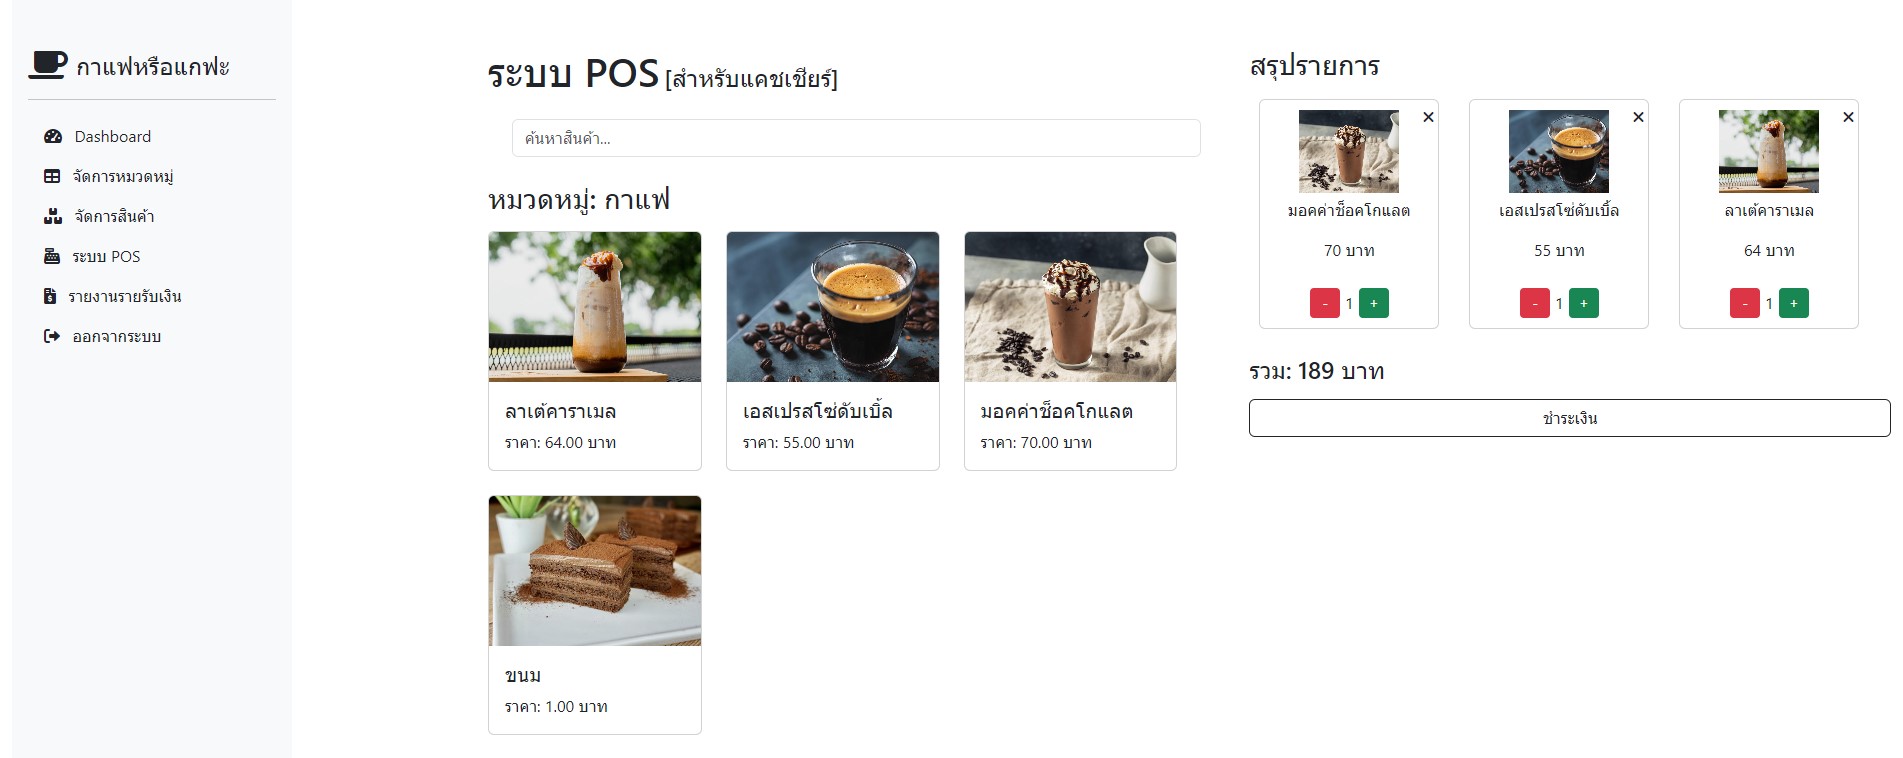 กาแฟหรือแกฟะ
Dashboard
จัดการหมวดหมู่
จัดการสินค้า
ระบบ POS
รายงานรายรับเงิน
ออกจากระบบ
ระบบ POS [สำหรับแคชเชียร์]
ค้นหาสินค้า...
หมวดหมู่: กาแฟ
ลาเต้คาราเมล
ราคา: 64.00 บาท
เอสเปรสโซ่ดับเบิ้ล
ราคา: 55.00 บาท
มอคค่าช็อคโกแลต
ราคา: 70.00 บาท
ขนม
ราคา: 1.00 บาท
สรุปรายการ
มอคค่าช็อคโกแลต
70 บาท
- 1 +
เอสเปรสโซ่ดับเบิ้ล
55 บาท
- 1 +
ลาเต้คาราเมล
64 บาท
- 1 +
รวม: 189 บาท
ชำระเงิน